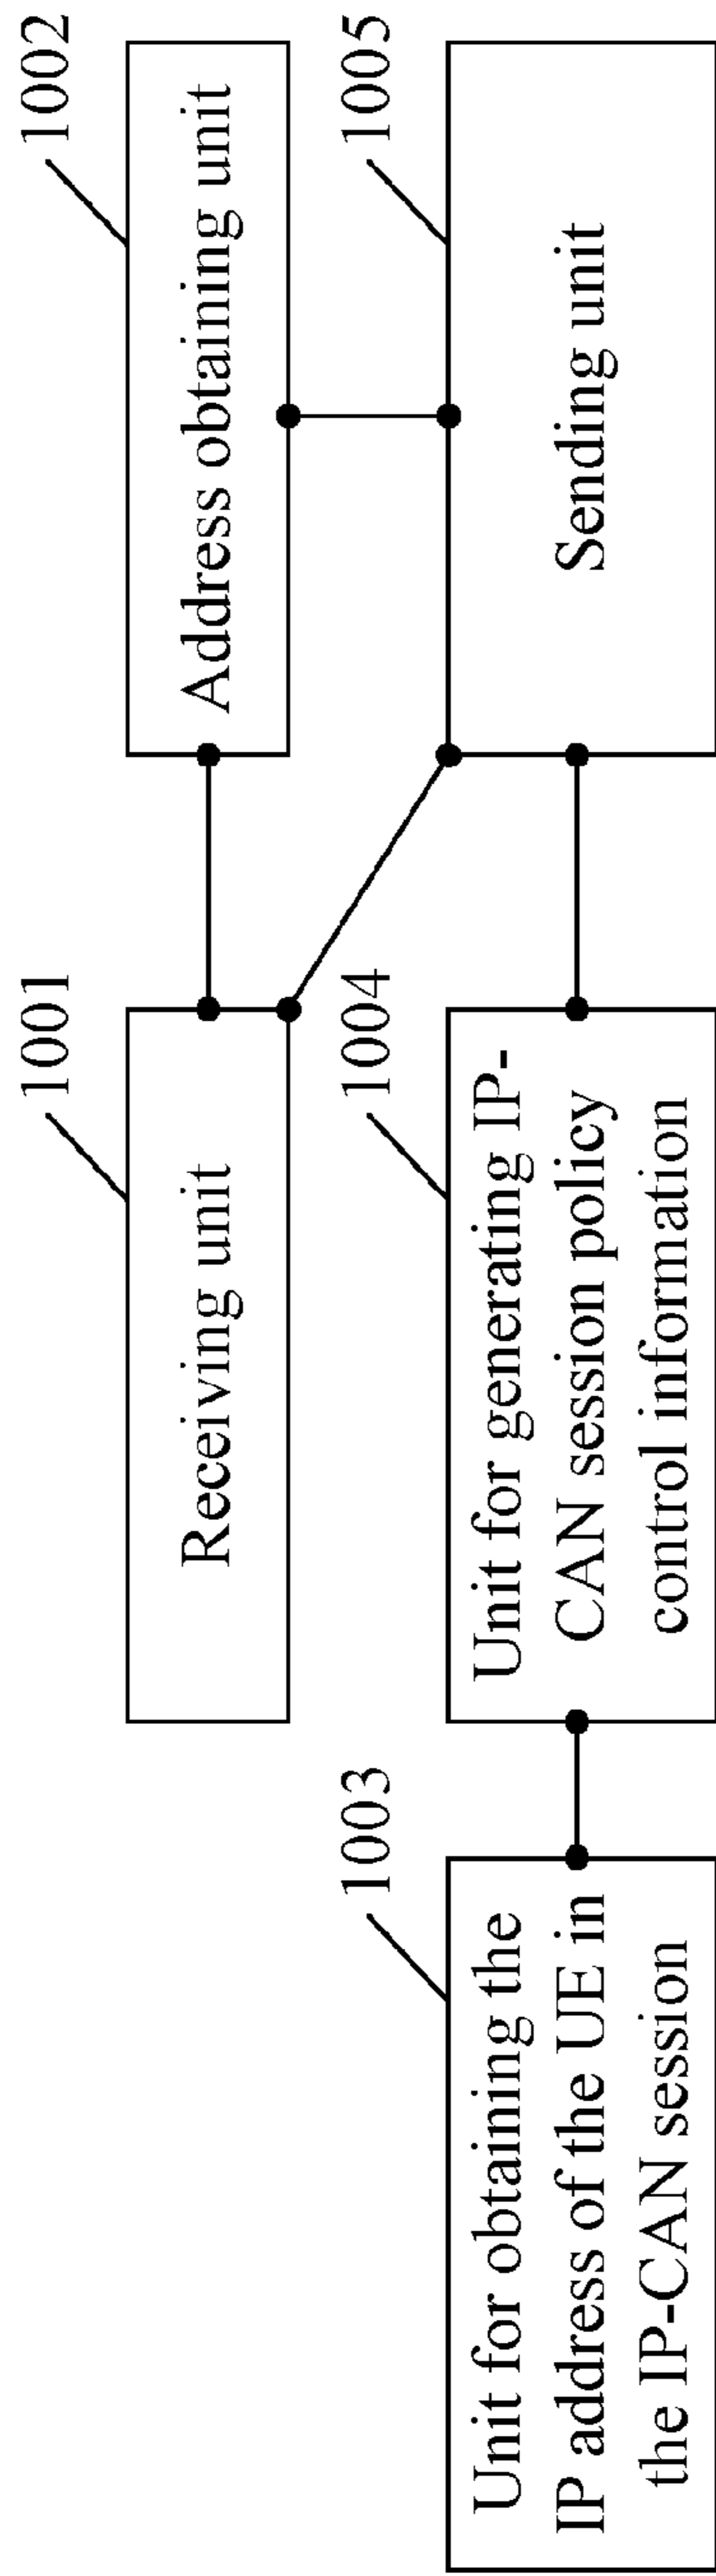 1001
Receiving unit
1002
Address obtaining unit
1003
Unit for obtaining the
IP address of the UE in
the IP-CAN session
1004
Unit for generating IP-
CAN session policy
control information
1005
Sending unit